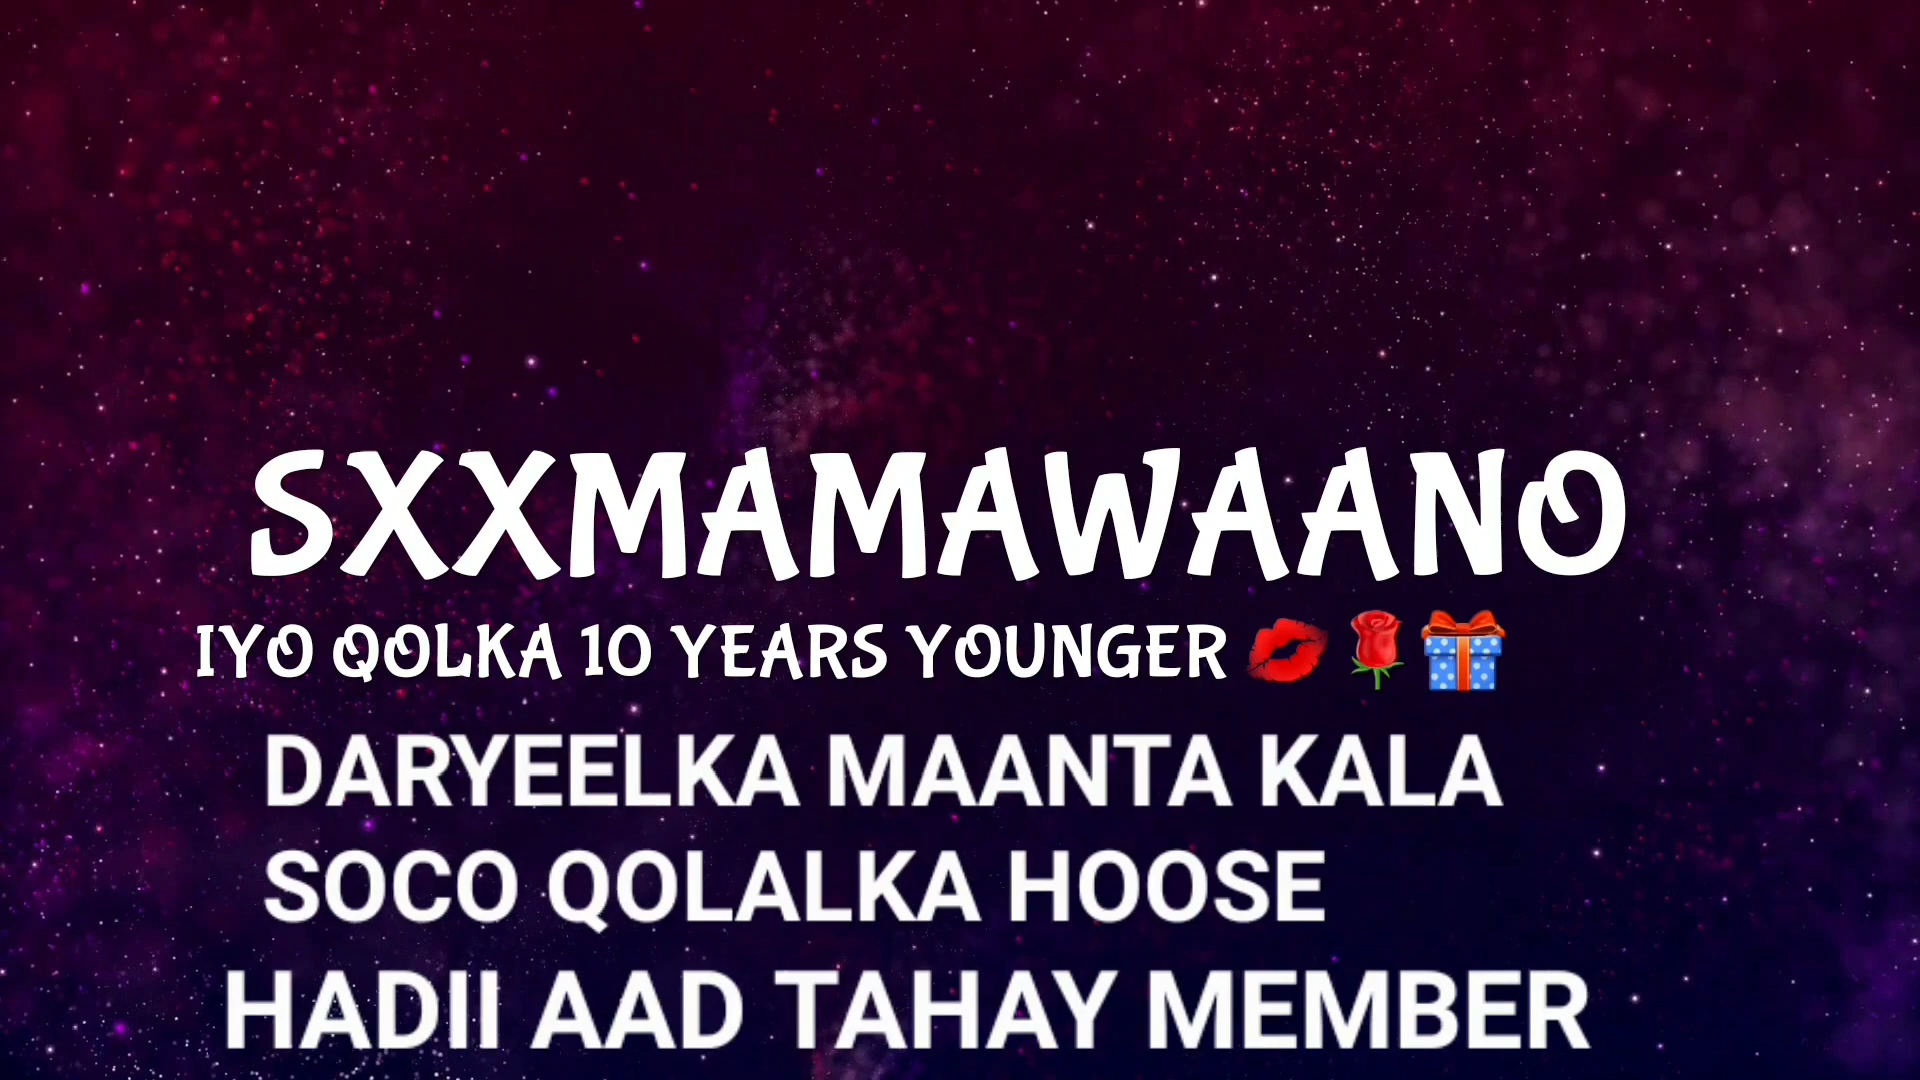 SXXMAMAWAANO
IYO QOLKA 10 YEARS YOUNGER 💋🌹🎁
DARYEELKA MAANTA KALA
SOCO QOLALKA HOOSE
HADII AAD TAHAY MEMBER